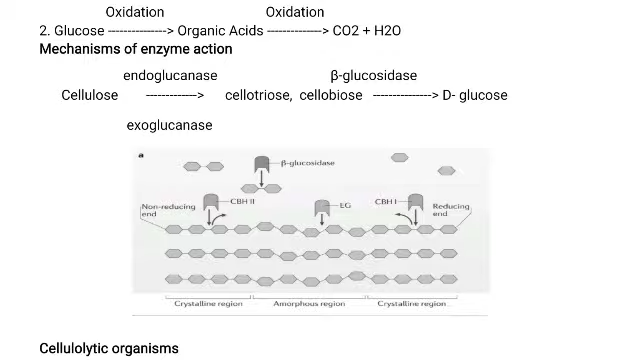 Oxidation Oxidation
2. Glucose ---------------> Organic Acids --------------> CO2 + H2O
Mechanisms of enzyme action
endoglucanase β-glucosidase
Cellulose -------------> cellotriose, cellobiose ---------------> D- glucose
exoglucanase
a
β-glucosidase
Non-reducing end
CBH II
EG
CBH I
Reducing end
Crystalline region Amorphous region Crystalline region
Cellulolytic organisms